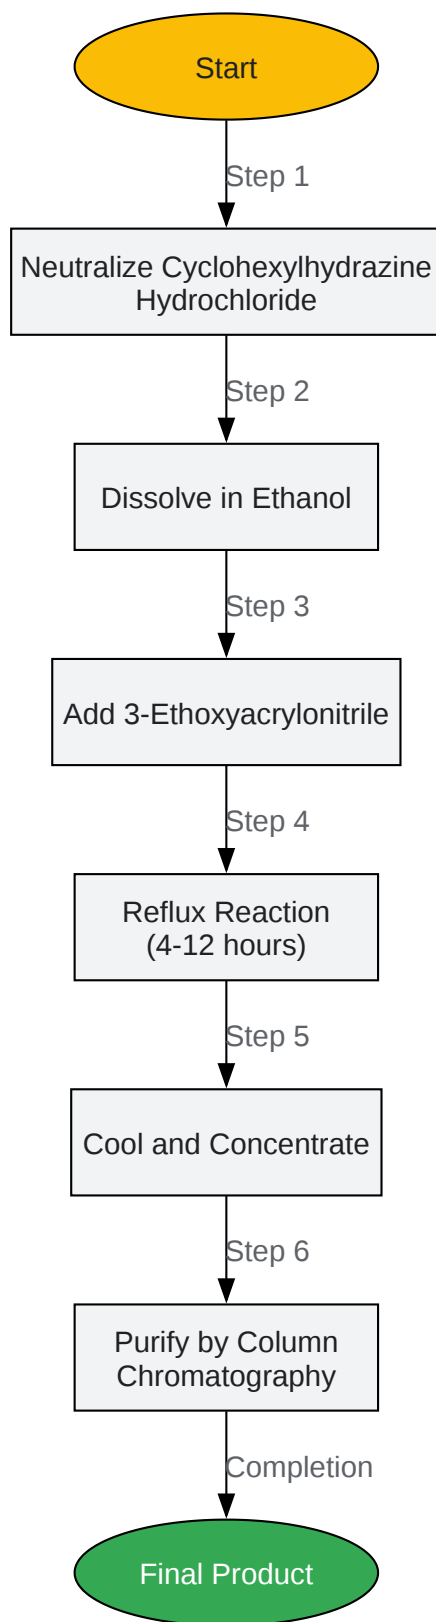 Start
Step 1
Neutralize Cyclohexylhydrazine
Hydrochloride
Step 2
Dissolve in Ethanol
Step 3
Add 3-Ethoxyacrylonitrile
Step 4
Reflux Reaction
(4-12 hours)
Step 5
Cool and Concentrate
Step 6
Purify by Column
Chromatography
Completion
Final Product